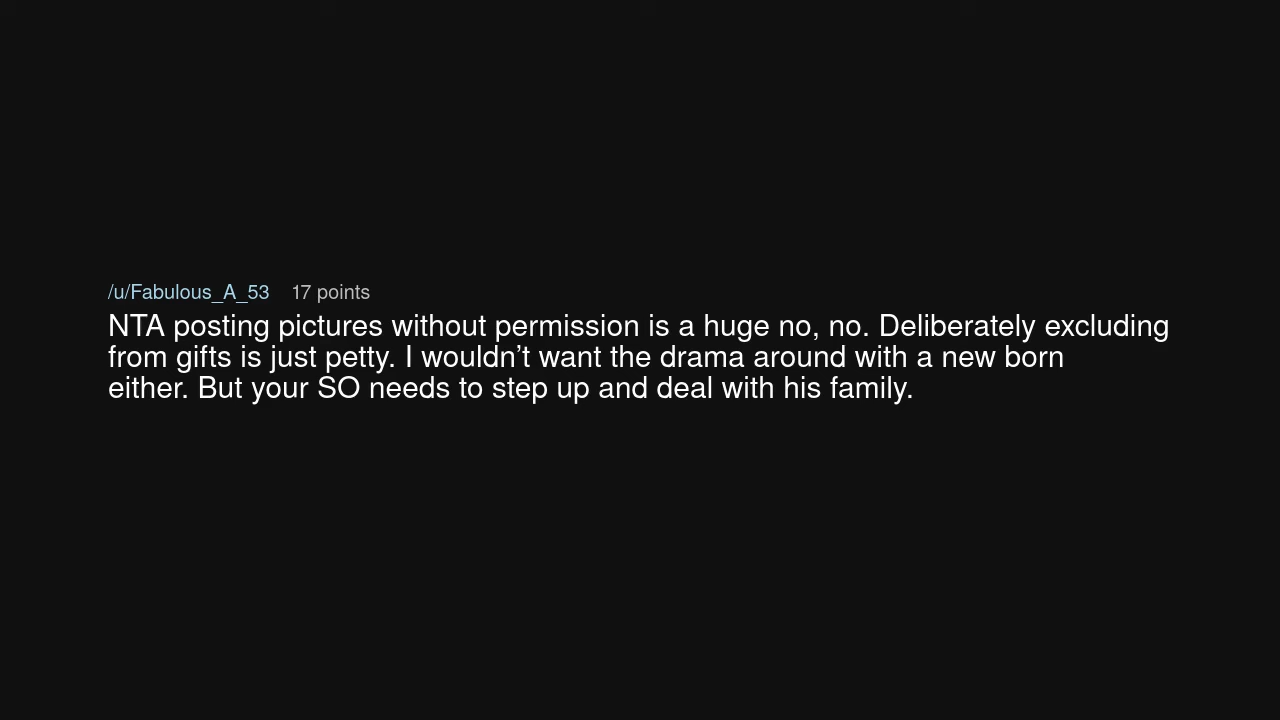 /u/Fabulous_A_53 17 points
NTA posting pictures without permission is a huge no, no. Deliberately excluding
from gifts is just petty. I wouldn’t want the drama around with a new born
either. But your SO needs to step up and deal with his family.